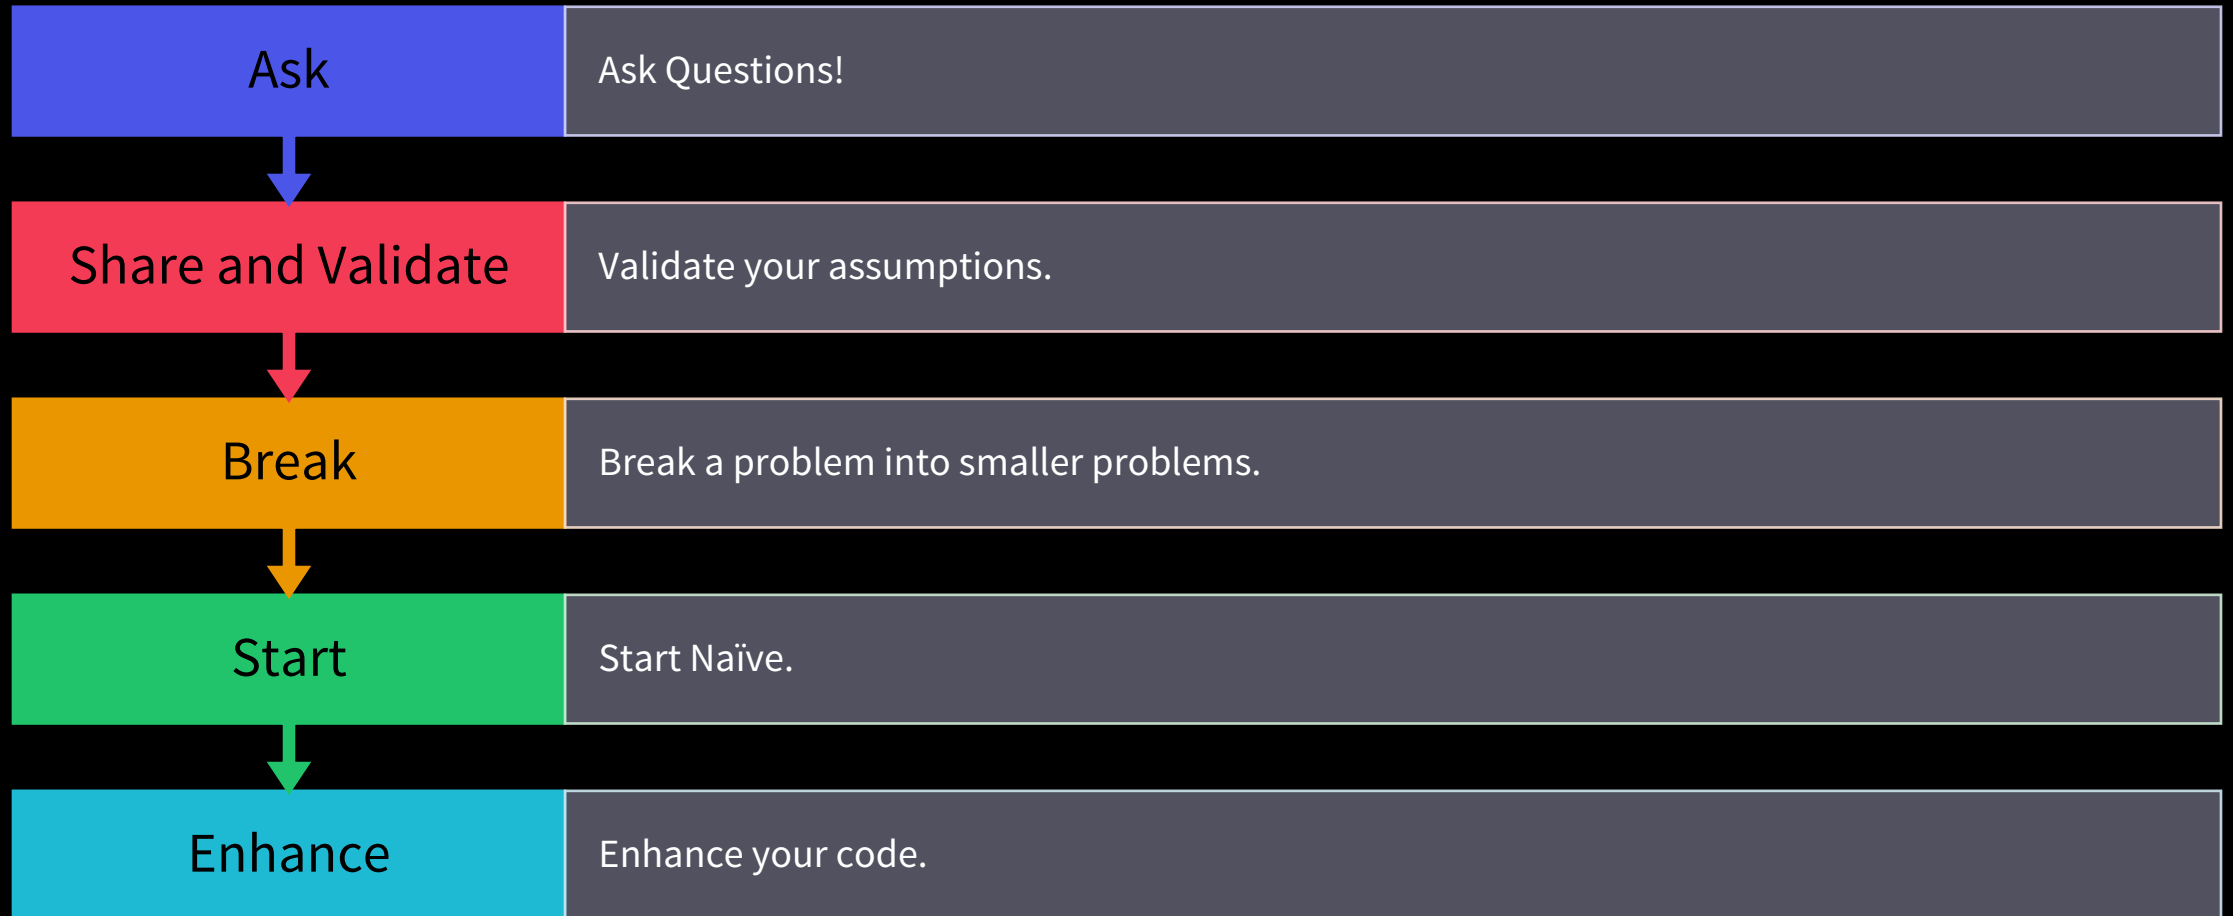 Ask
Ask Questions!
Share and Validate
Validate your assumptions.
Break
Break a problem into smaller problems.
Start
Start Naïve.
Enhance
Enhance your code.